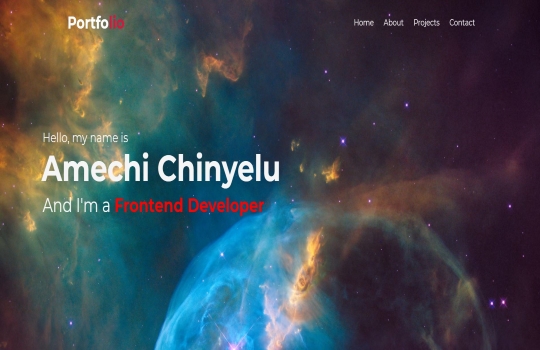 Portfolio
Home About Projects Contact
Hello, my name is
Amechi Chinyelu
And I'm a Frontend Developer